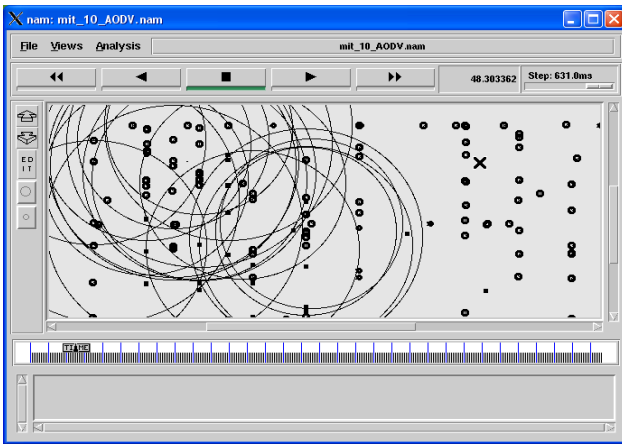 nam: mit_10_AODV.nam
File Views Analysis mit_10_AODV.nam
48.303362 Step: 631.0ms
ED
IT
TIME